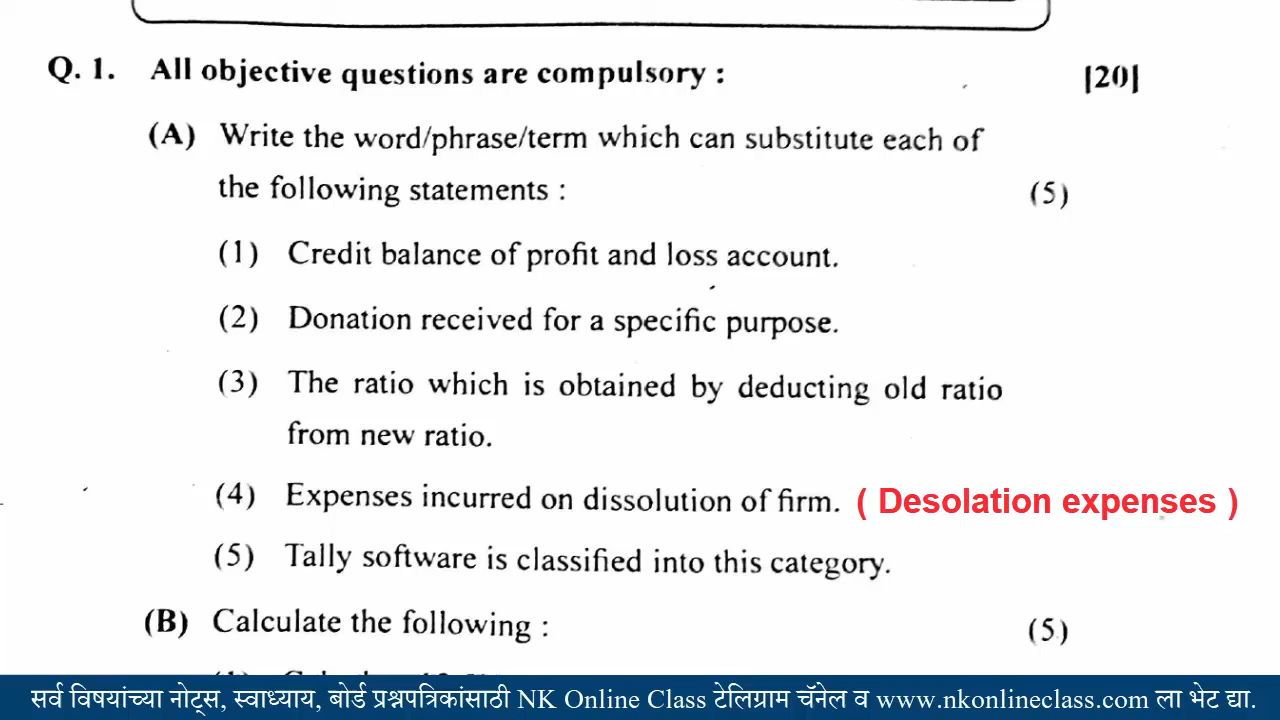 Q. 1. All objective questions are compulsory : [20]
(A) Write the word/phrase/term which can substitute each of
the following statements : (5)
(1) Credit balance of profit and loss account.
(2) Donation received for a specific purpose.
(3) The ratio which is obtained by deducting old ratio
from new ratio.
(4) Expenses incurred on dissolution of firm. ( Desolation expenses )
(5) Tally software is classified into this category.
(B) Calculate the following : (5)
सर्व विषयांच्या नोट्स, स्वाध्याय, बोर्ड प्रश्नपत्रिकांसाठी NK Online Class टेलिग्राम चॅनेल व www.nkonlineclass.com ला भेट द्या.